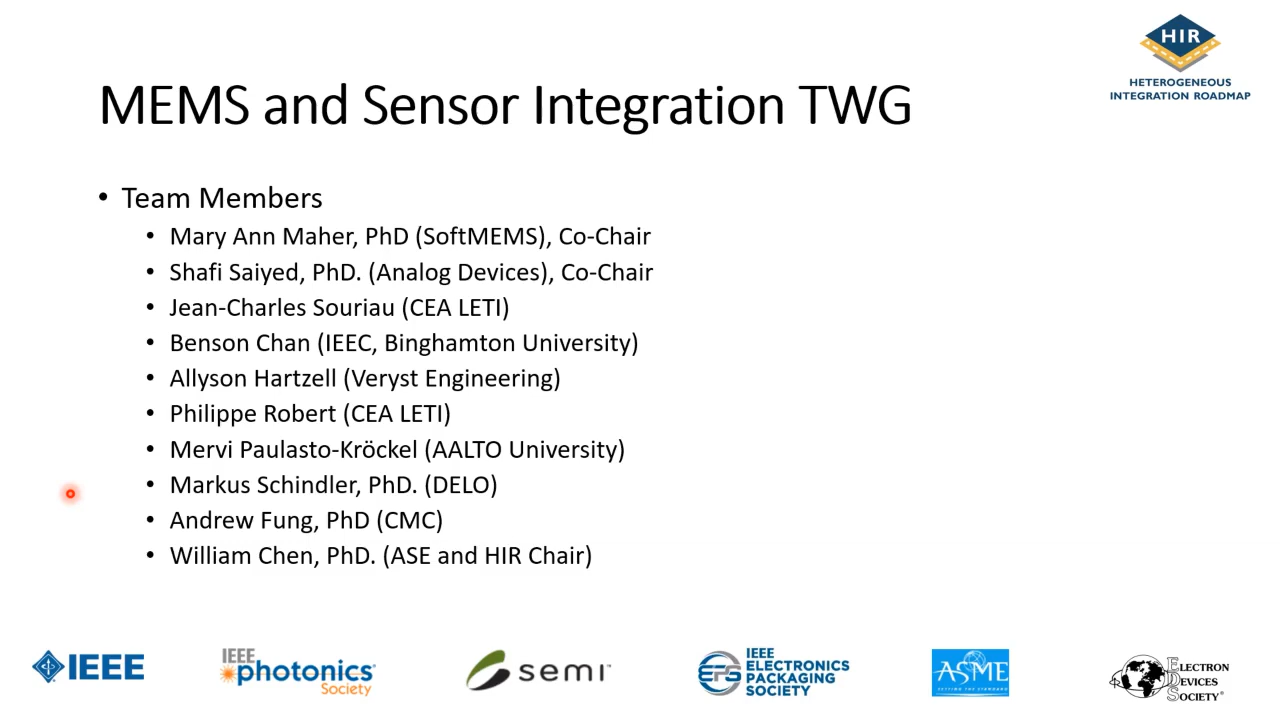 HIR
HETEROGENEOUS
INTEGRATION ROADMAP
MEMS and Sensor Integration TWG
• Team Members
• Mary Ann Maher, PhD (SoftMEMS), Co-Chair
• Shafi Saiyed, PhD. (Analog Devices), Co-Chair
• Jean-Charles Souriau (CEA LETI)
• Benson Chan (IEEC, Binghamton University)
• Allyson Hartzell (Veryst Engineering)
• Philippe Robert (CEA LETI)
• Mervi Paulasto-Kröckel (AALTO University)
• Markus Schindler, PhD. (DELO)
• Andrew Fung, PhD (CMC)
• William Chen, PhD. (ASE and HIR Chair)
IEEE
IEEE
photonics
Society
semi™
EPS
IEEE
ELECTRONICS
PACKAGING
SOCIETY
ASME
SETTING THE STANDARD
ELECTRON
DEVICES
SOCIETY®